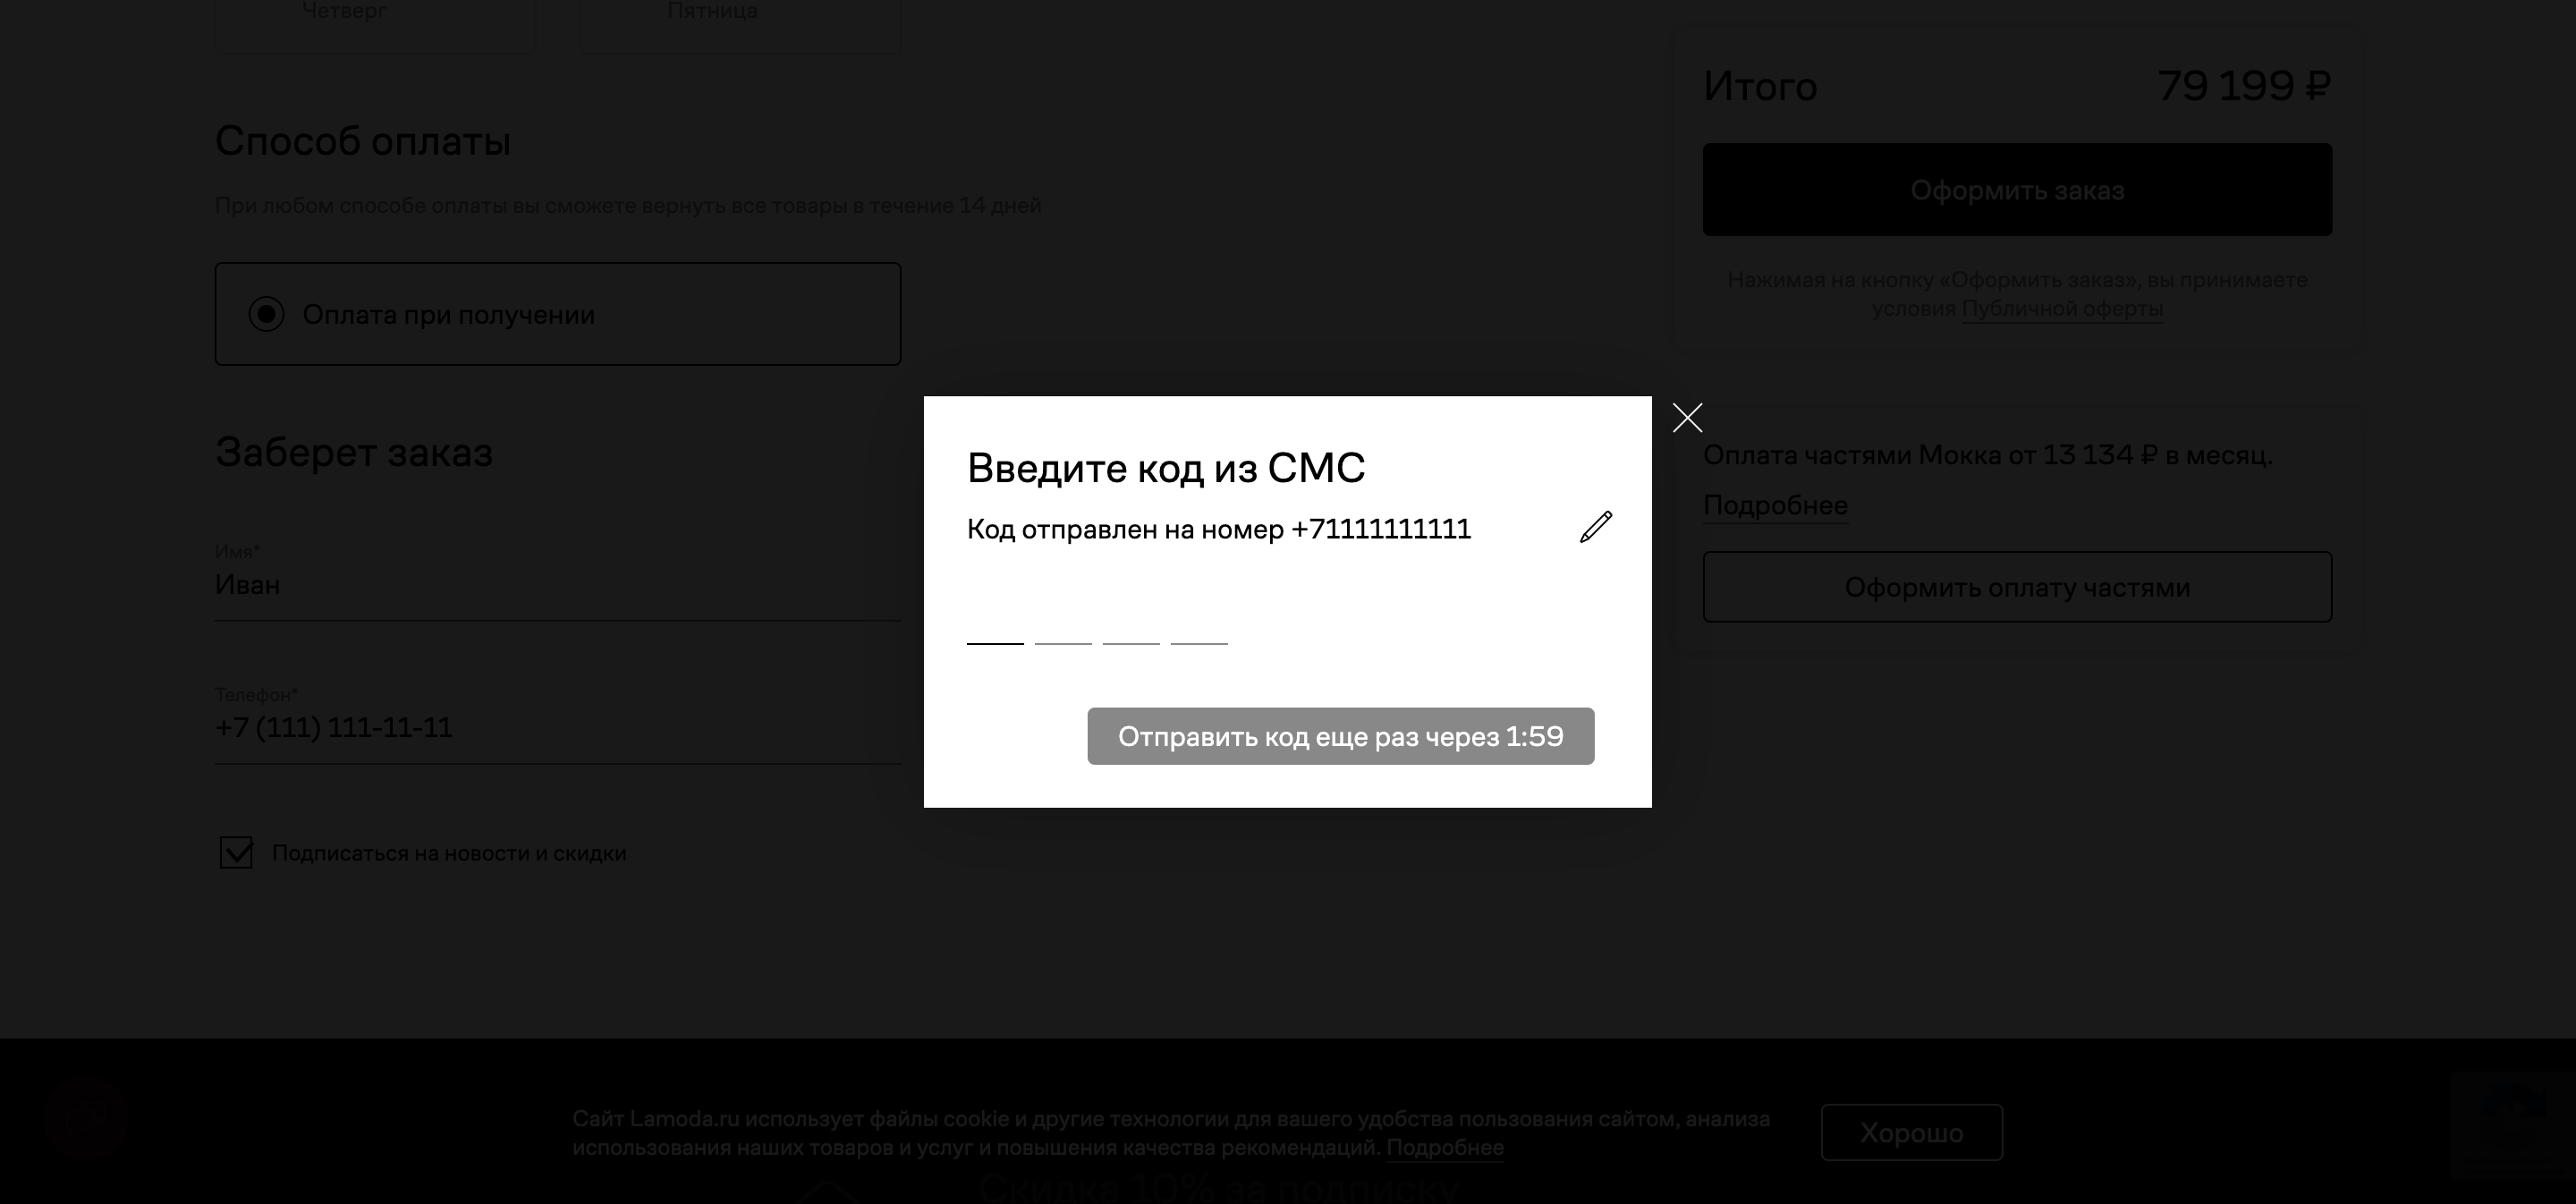 Четверг
Пятница
Способ оплаты
При любом способе оплаты вы сможете вернуть все товары в течение 14 дней
Оплата при получении
Заберет заказ
Имя*
Иван
Телефон*
+7 (111) 111-11-11
Подписаться на новости и скидки
Введите код из СМС
Код отправлен на номер +71111111111
Отправить код еще раз через 1:59
Итого 79 199 ₽
Оформить заказ
Нажимая на кнопку «Оформить заказ», вы принимаете
условия Публичной оферты
Оплата частями Мокка от 13 134 ₽ в месяц.
Подробнее
Оформить оплату частями
Сайт Lamoda.ru использует файлы cookie и другие технологии для вашего удобства пользования сайтом, анализа
использования наших товаров и услуг и повышения качества рекомендаций. Подробнее
Хорошо
Скидка 10% за подписку